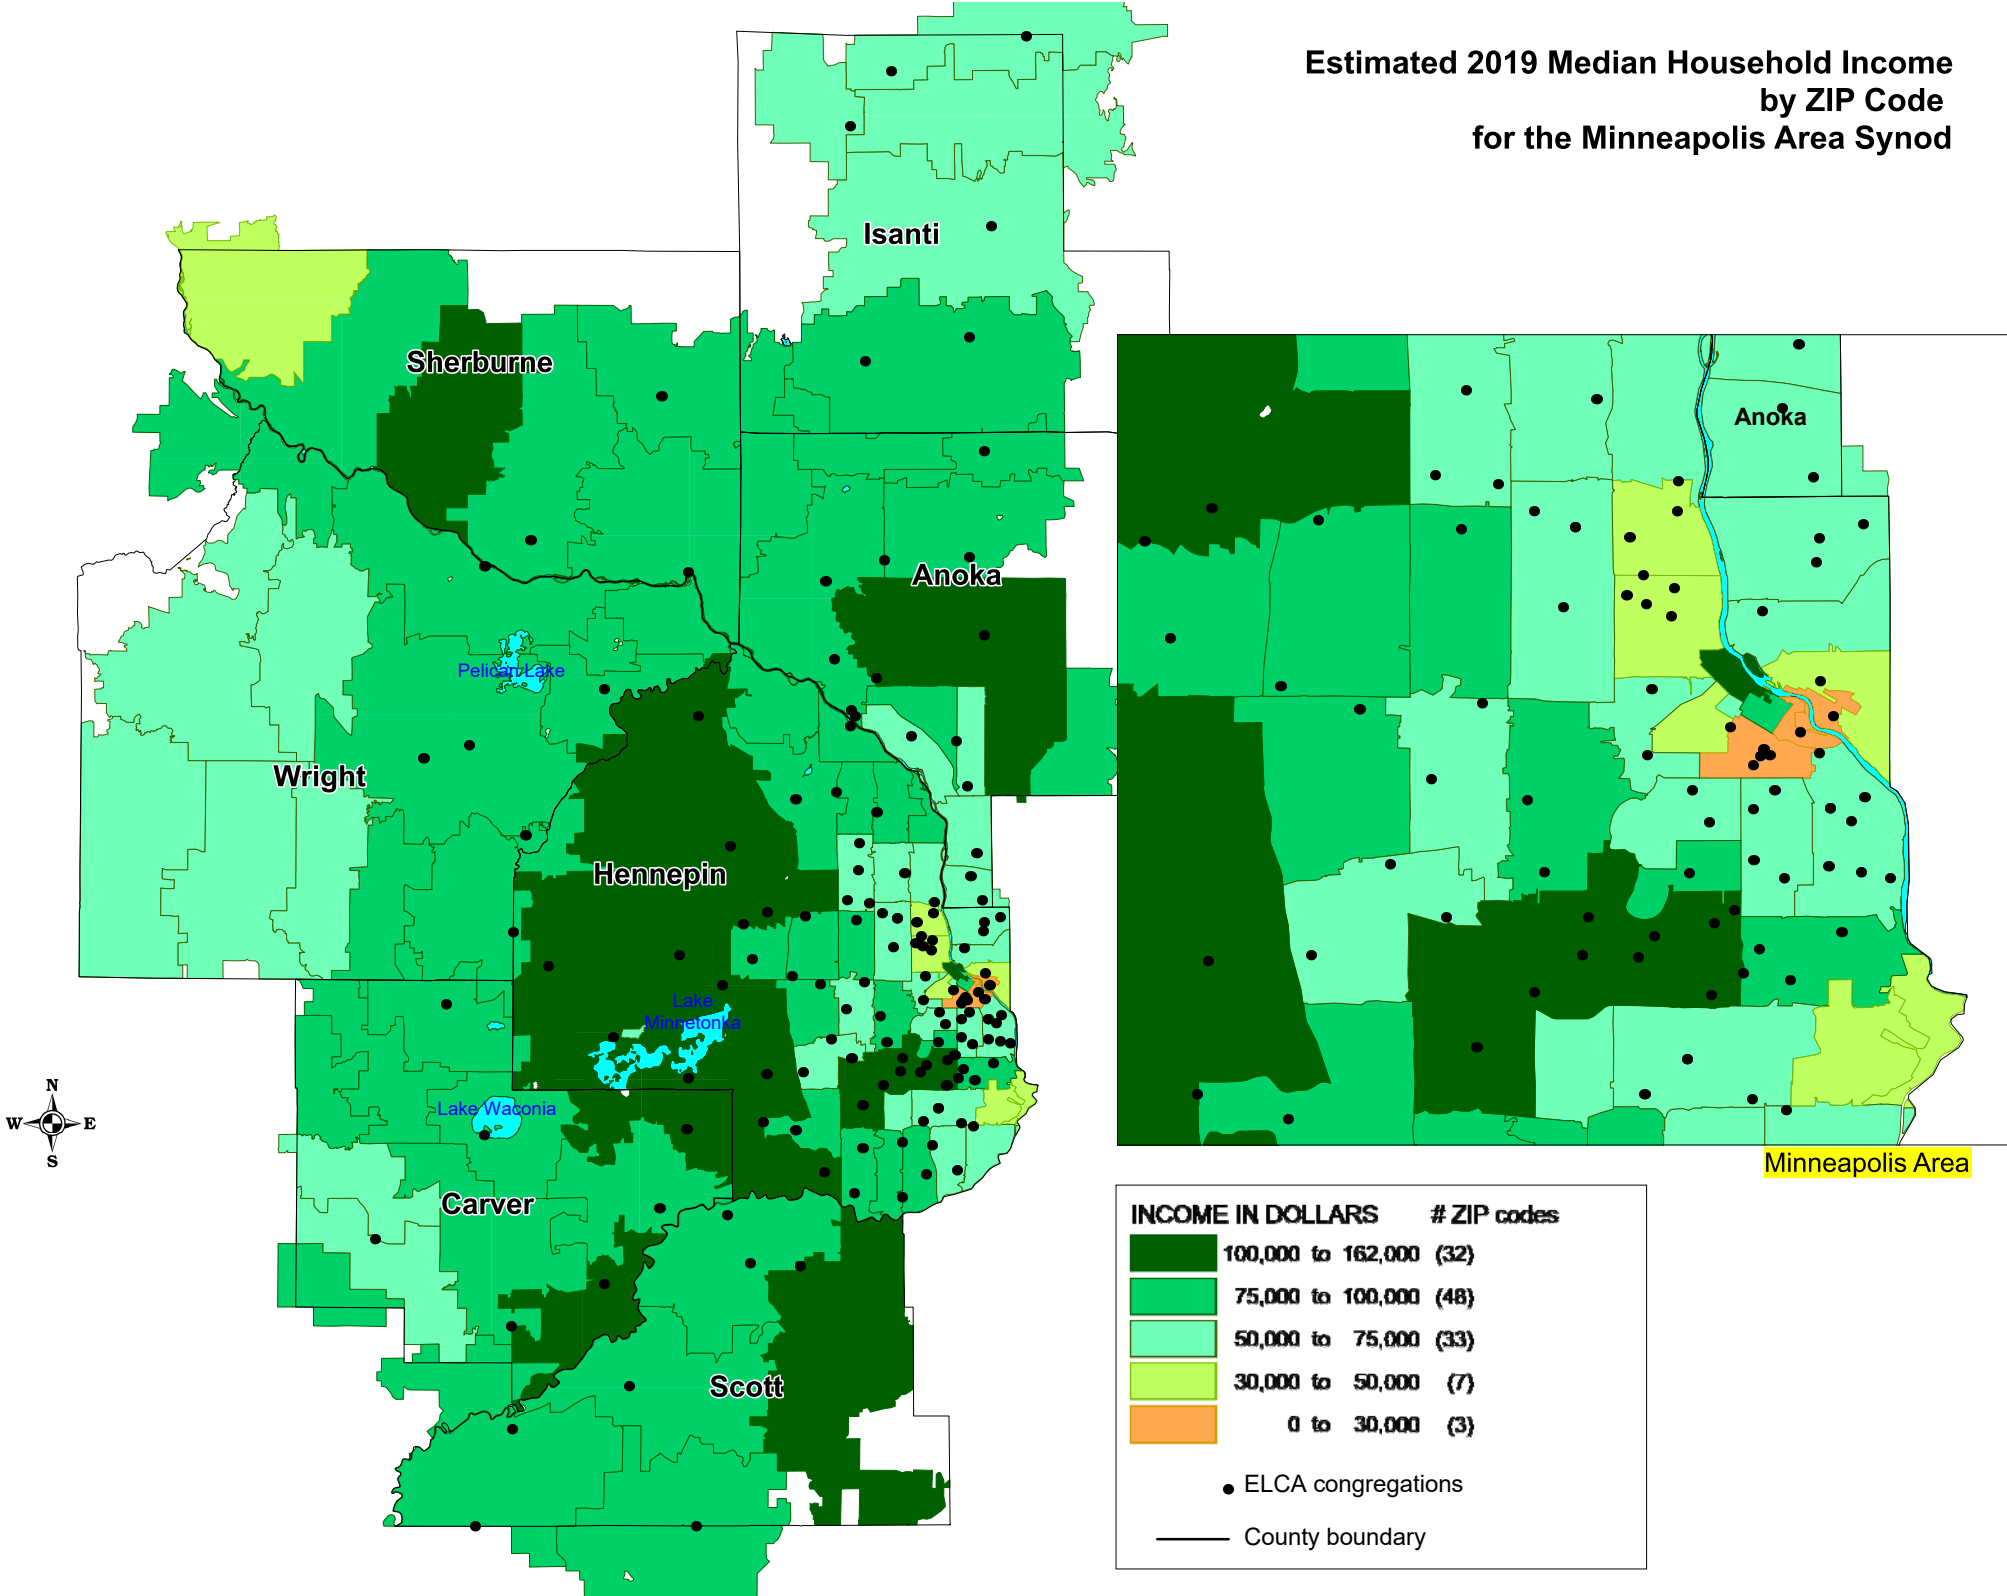 Estimated 2019 Median Household Income
by ZIP Code
for the Minneapolis Area Synod
Isanti
Sherburne
Anoka
Anoka
Pelican Lake
Wright
Hennepin
Lake
Minnetonka
N
W E
S
Lake Waconia
Carver
Scott
Minneapolis Area
INCOME IN DOLLARS # ZIP codes
100,000 to 162,000 (32)
75,000 to 100,000 (48)
50,000 to 75,000 (33)
30,000 to 50,000 (7)
0 to 30,000 (3)
ELCA congregations
County boundary